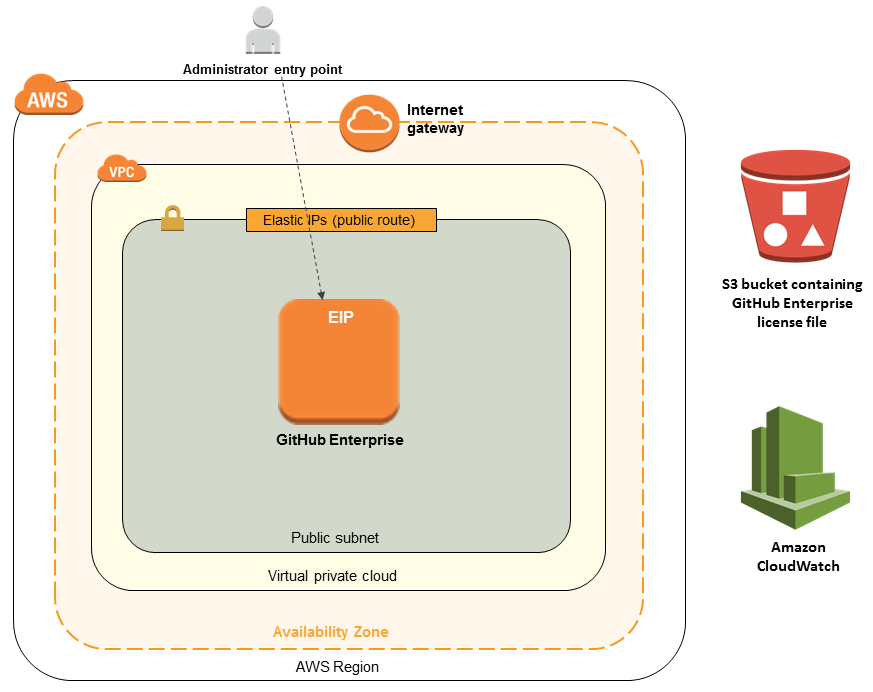 Administrator entry point
AWS
Internet
gateway
VPC
Elastic IPs (public route)
EIP
GitHub Enterprise
Public subnet
Virtual private cloud
Availability Zone
AWS Region
S3 bucket containing
GitHub Enterprise
license file
Amazon
CloudWatch